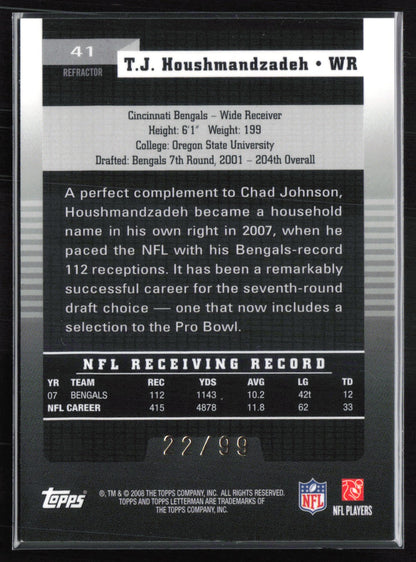 41
REFRACTOR
T.J. Houshmandzadeh • WR
Cincinnati Bengals – Wide Receiver
Height: 6'1" Weight: 199
College: Oregon State University
Drafted: Bengals 7th Round, 2001 – 204th Overall
A perfect complement to Chad Johnson,
Houshmandzadeh became a household
name in his own right in 2007, when he
paced the NFL with his Bengals-record
112 receptions. It has been a remarkably
successful career for the seventh-round
draft choice — one that now includes a
selection to the Pro Bowl.
NFL RECEIVING RECORD
YR TEAM REC YDS AVG LG TD
07 BENGALS 112 1143 10.2 42t 12
NFL CAREER 415 4878 11.8 62 33
22/99
Topps
®, TM & © 2008 THE TOPPS COMPANY, INC. ALL RIGHTS RESERVED.
TOPPS AND TOPPS LETTERMAN ARE TRADEMARKS OF
THE TOPPS COMPANY, INC.
NFL
NFL PLAYERS